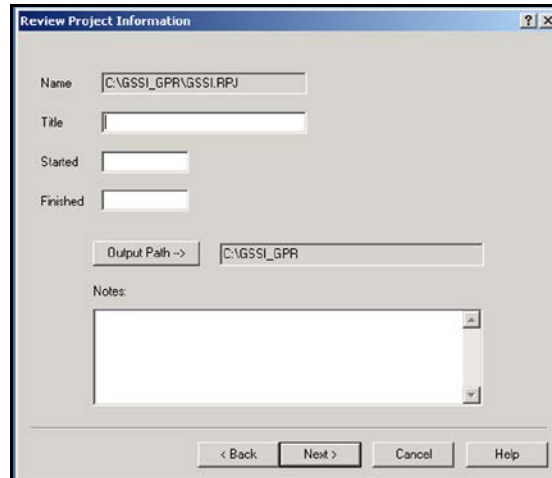 Review Project Information
Name C:\GSSI_GPR\GSSI.RPJ
Title
Started
Finished
Output Path --> C:\GSSI_GPR
Notes:
< Back Next > Cancel Help